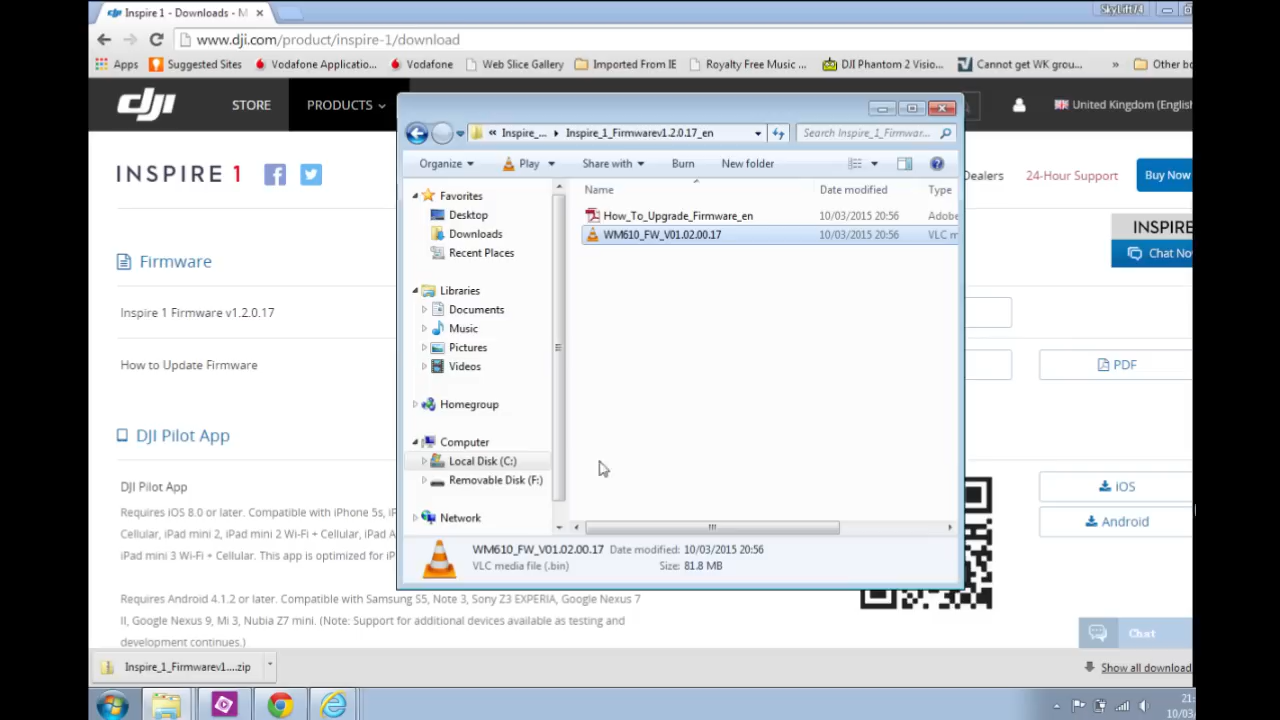 Inspire 1 - Downloads - M
SkyLift74
www.dji.com/product/inspire-1/download
Apps Suggested Sites Vodafone Applicatio... Vodafone Web Slice Gallery Imported From IE Royalty Free Music ... DJI Phantom 2 Visio... Cannot get WK grou... » Other bo
dji STORE PRODUCTS United Kingdom (English
INSPIRE 1 Dealers 24-Hour Support Buy Now
INSPIRE
Chat No
Firmware
Inspire 1 Firmware v1.2.0.17
How to Update Firmware PDF
DJI Pilot App
DJI Pilot App
Requires iOS 8.0 or later. Compatible with iPhone 5s, iP
Cellular, iPad mini 2, iPad mini 2 Wi-Fi + Cellular, iPad A
iPad mini 3 Wi-Fi + Cellular. This app is optimized for iP
iOS
Android
Requires Android 4.1.2 or later. Compatible with Samsung S5, Note 3, Sony Z3 EXPERIA, Google Nexus 7
II, Google Nexus 9, Mi 3, Nubia Z7 mini. (Note: Support for additional devices available as testing and
development continues.)
Chat
« Inspire_... Inspire_1_Firmwarev1.2.0.17_en Search Inspire_1_Firmwar...
Organize Play Share with Burn New folder
Name Date modified Type
How_To_Upgrade_Firmware_en 10/03/2015 20:56 Adobe
WM610_FW_V01.02.00.17 10/03/2015 20:56 VLC m
Favorites
Desktop
Downloads
Recent Places
Libraries
Documents
Music
Pictures
Videos
Homegroup
Computer
Local Disk (C:)
Removable Disk (F:)
Network
WM610_FW_V01.02.00.17 Date modified: 10/03/2015 20:56
VLC media file (.bin) Size: 81.8 MB
Inspire_1_Firmwarev1....zip Show all download
21:
10/03/